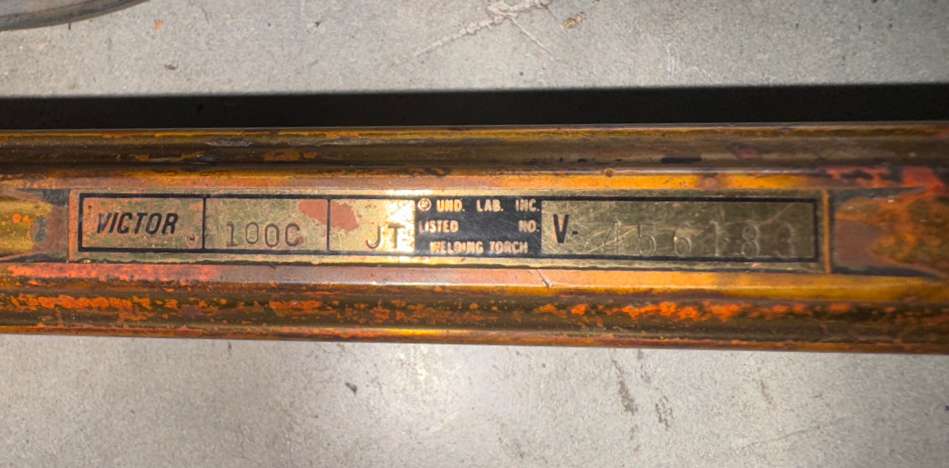 VICTOR
100C
JT
® UND. LAB. INC.
LISTED NO.
WELDING TORCH
V-